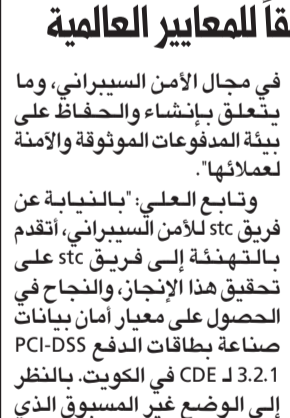 قاً للمعايير العالمية
في مجال الأمن السيبراني، وما
يتعلق بإنشاء والحفاظ على
بيئة المدفوعات الموثوقة والآمنة
لعملائها".
وتابع العلي: "بالنيابة عن
فريق stc للأمن السيبراني، أتقدم
بالتهنئة إلى فريق stc على
تحقيق هذا الإنجاز، والنجاح في
الحصول على معيار أمان بيانات
صناعة بطاقات الدفع PCI-DSS
3.2.1 لـ CDE في الكويت. بالنظر
إلى الوضع غير المسبوق الذي